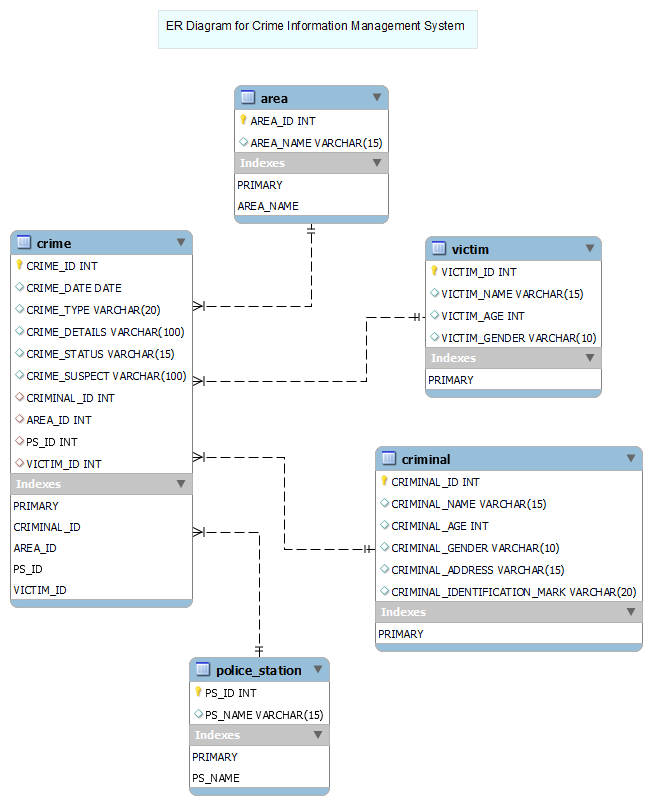 ER Diagram for Crime Information Management System
area
AREA_ID INT
AREA_NAME VARCHAR(15)
Indexes
PRIMARY
AREA_NAME
crime
CRIME_ID INT
CRIME_DATE DATE
CRIME_TYPE VARCHAR(20)
CRIME_DETAILS VARCHAR(100)
CRIME_STATUS VARCHAR(15)
CRIME_SUSPECT VARCHAR(100)
CRIMINAL_ID INT
AREA_ID INT
PS_ID INT
VICTIM_ID INT
Indexes
PRIMARY
CRIMINAL_ID
AREA_ID
PS_ID
VICTIM_ID
victim
VICTIM_ID INT
VICTIM_NAME VARCHAR(15)
VICTIM_AGE INT
VICTIM_GENDER VARCHAR(10)
Indexes
PRIMARY
criminal
CRIMINAL_ID INT
CRIMINAL_NAME VARCHAR(15)
CRIMINAL_AGE INT
CRIMINAL_GENDER VARCHAR(10)
CRIMINAL_ADDRESS VARCHAR(15)
CRIMINAL_IDENTIFICATION_MARK VARCHAR(20)
Indexes
PRIMARY
police_station
PS_ID INT
PS_NAME VARCHAR(15)
Indexes
PRIMARY
PS_NAME